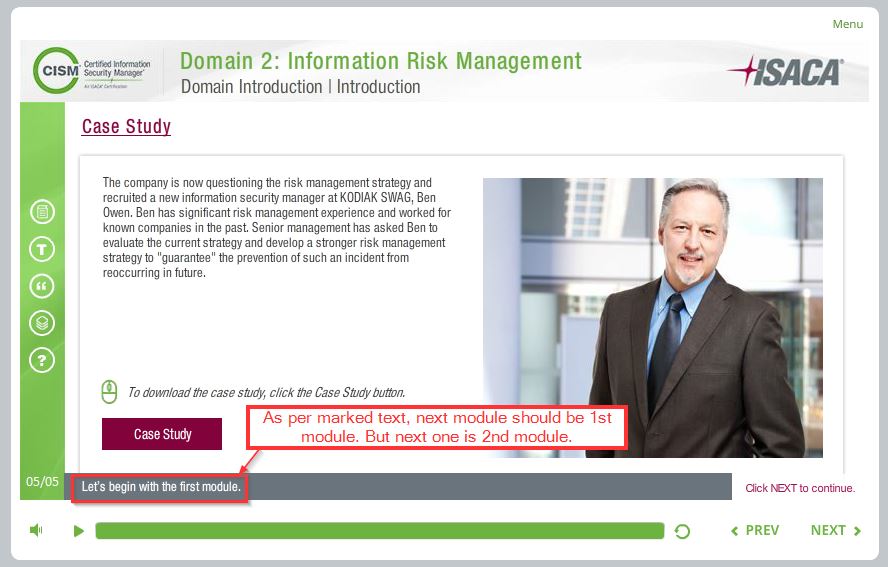 Menu
CISM®
Certified Information
Security Manager®
An ISACA® Certification
Domain 2: Information Risk Management
Domain Introduction | Introduction
ISACA®
Case Study
The company is now questioning the risk management strategy and
recruited a new information security manager at KODIAK SWAG, Ben
Owen. Ben has significant risk management experience and worked for
known companies in the past. Senior management has asked Ben to
evaluate the current strategy and develop a stronger risk management
strategy to "guarantee" the prevention of such an incident from
reoccurring in future.
To download the case study, click the Case Study button.
Case Study
As per marked text, next module should be 1st
module. But next one is 2nd module.
05/05
Let's begin with the first module.
Click NEXT to continue.
PREV
NEXT